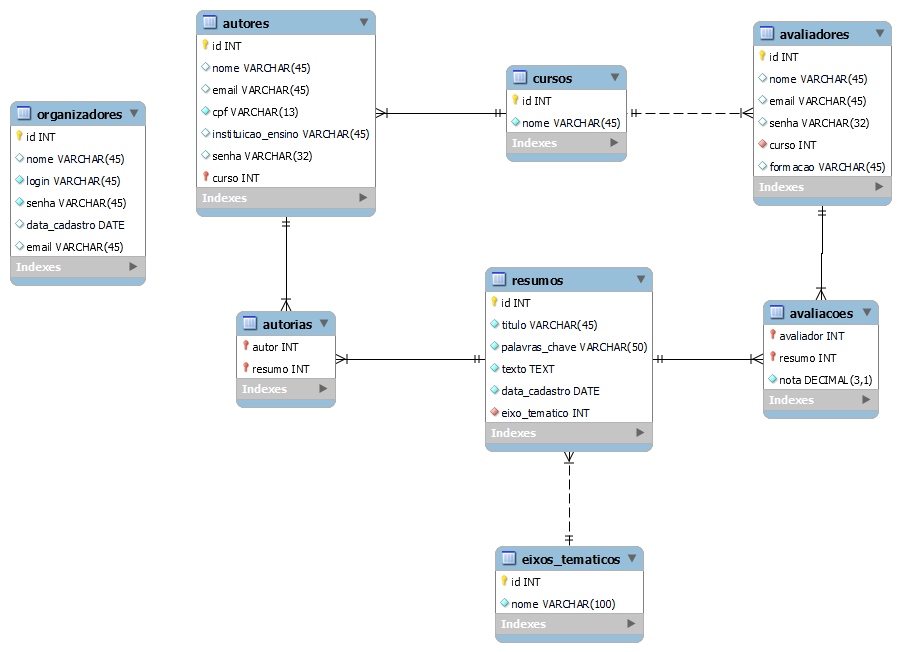 organizadores
id INT
nome VARCHAR(45)
login VARCHAR(45)
senha VARCHAR(45)
data_cadastro DATE
email VARCHAR(45)
Indexes
autores
id INT
nome VARCHAR(45)
email VARCHAR(45)
cpf VARCHAR(13)
instituicao_ensino VARCHAR(45)
senha VARCHAR(32)
curso INT
Indexes
cursos
id INT
nome VARCHAR(45)
Indexes
avaliadores
id INT
nome VARCHAR(45)
email VARCHAR(45)
senha VARCHAR(32)
curso INT
formacao VARCHAR(45)
Indexes
autorias
autor INT
resumo INT
Indexes
resumos
id INT
titulo VARCHAR(45)
palavras_chave VARCHAR(50)
texto TEXT
data_cadastro DATE
eixo_tematico INT
Indexes
avaliacoes
avaliador INT
resumo INT
nota DECIMAL(3,1)
Indexes
eixos_tematicos
id INT
nome VARCHAR(100)
Indexes